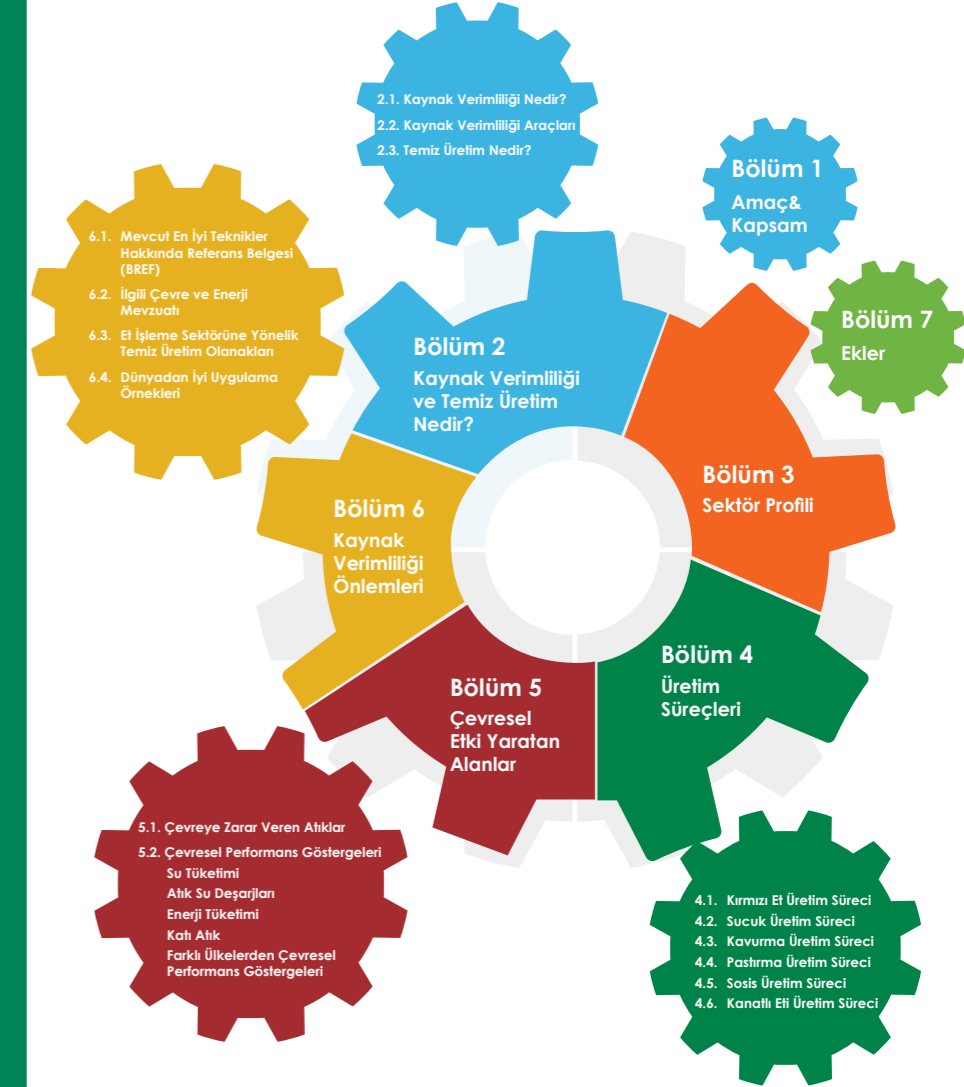 2.1. Kaynak Verimliliği Nedir?
2.2. Kaynak Verimliliği Araçları
2.3. Temiz Üretim Nedir?
Bölüm 1
Amaç&
Kapsam
6.1. Mevcut En İyi Teknikler
Hakkında Referans Belgesi
(BREF)
6.2. İlgili Çevre ve Enerji
Mevzuatı
6.3. Et İşleme Sektörüne Yönelik
Temiz Üretim Olanakları
6.4. Dünyadan İyi Uygulama
Örnekleri
Bölüm 7
Ekler
Bölüm 2
Kaynak Verimliliği
ve Temiz Üretim
Nedir?
Bölüm 3
Sektör Profili
Bölüm 6
Kaynak
Verimliliği
Önlemleri
Bölüm 4
Üretim
Süreçleri
Bölüm 5
Çevresel
Etki Yaratan
Alanlar
5.1. Çevreye Zarar Veren Atıklar
5.2. Çevresel Performans Göstergeleri
Su Tüketimi
Atık Su Deşarjları
Enerji Tüketimi
Katı Atık
Farklı Ülkelerden Çevresel
Performans Göstergeleri
4.1. Kırmızı Et Üretim Süreci
4.2. Sucuk Üretim Süreci
4.3. Kavurma Üretim Süreci
4.4. Pastırma Üretim Süreci
4.5. Sosis Üretim Süreci
4.6. Kanatlı Eti Üretim Süreci